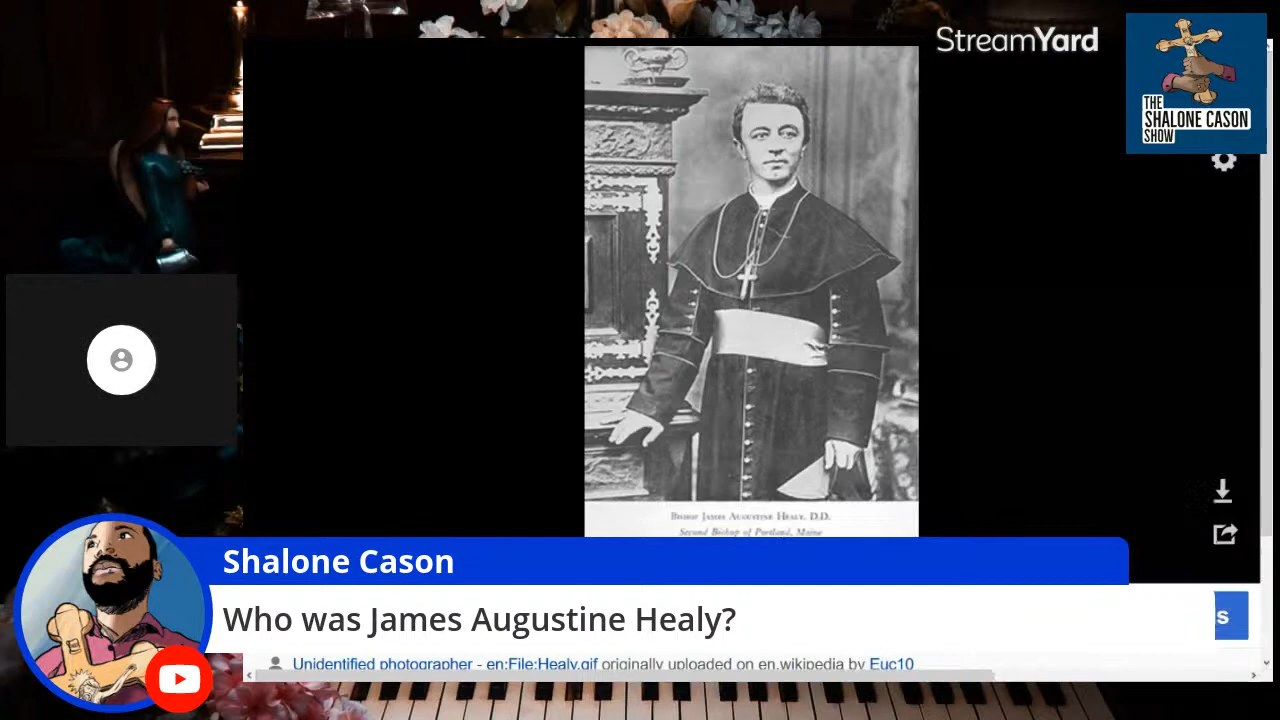 StreamYard
THE
SHALONE CASON
SHOW
BISHOP JAMES AUGUSTINE HEALY, D.D.
Second Bishop of Portland, Maine
Shalone Cason
Who was James Augustine Healy?
s
Unidentified photographer - en:File:Healy.gif originally uploaded on en.wikipedia by Euc10